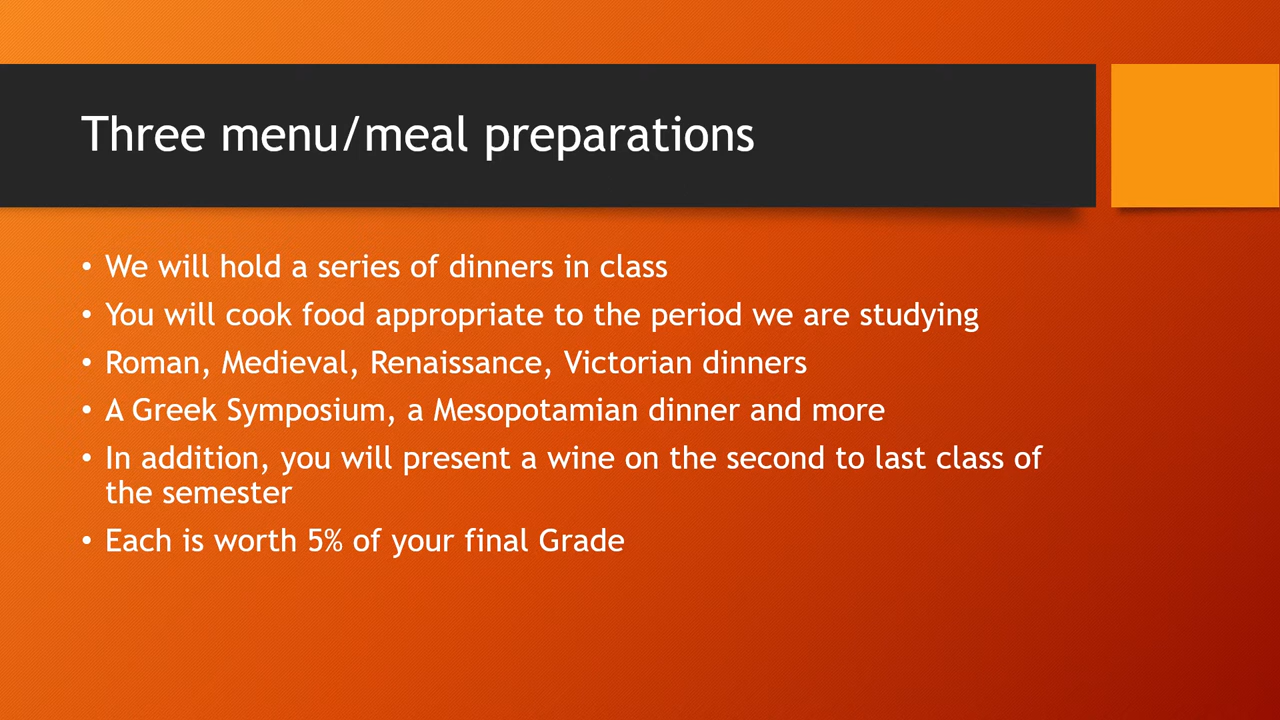 Three menu/meal preparations
• We will hold a series of dinners in class
• You will cook food appropriate to the period we are studying
• Roman, Medieval, Renaissance, Victorian dinners
• A Greek Symposium, a Mesopotamian dinner and more
• In addition, you will present a wine on the second to last class of
the semester
• Each is worth 5% of your final Grade